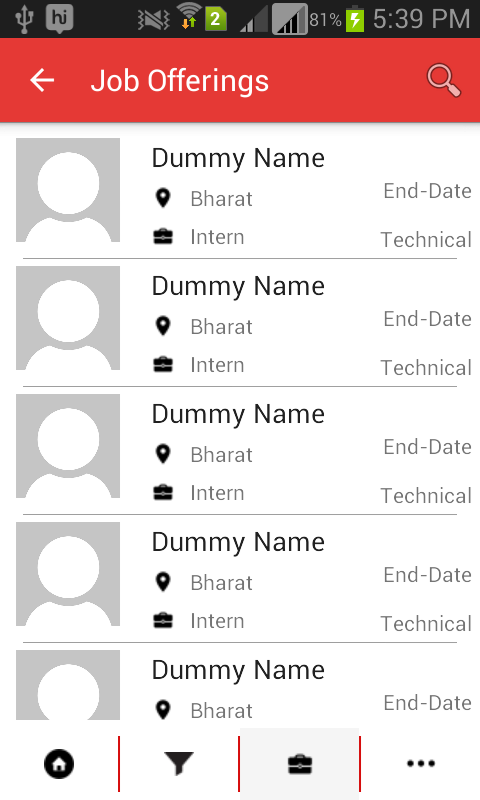 hi 2 81% 5:39 PM
Job Offerings
Dummy Name
Bharat
End-Date
Intern
Technical
Dummy Name
Bharat
End-Date
Intern
Technical
Dummy Name
Bharat
End-Date
Intern
Technical
Dummy Name
Bharat
End-Date
Intern
Technical
Dummy Name
Bharat
End-Date